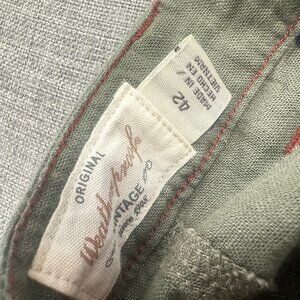 ORIGINAL
Weatherproof
VINTAGE
42
MADE IN /
HECHO EN
VIETNAM